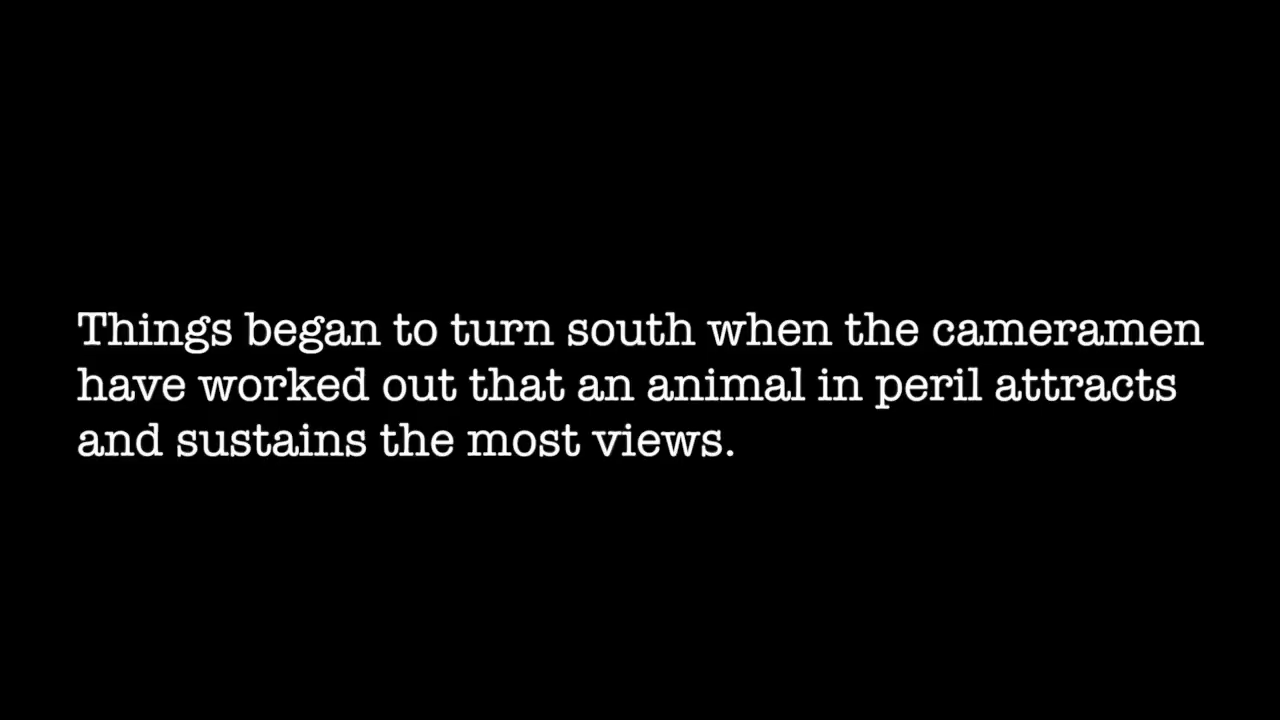 Things began to turn south when the cameramen
have worked out that an animal in peril attracts
and sustains the most views.